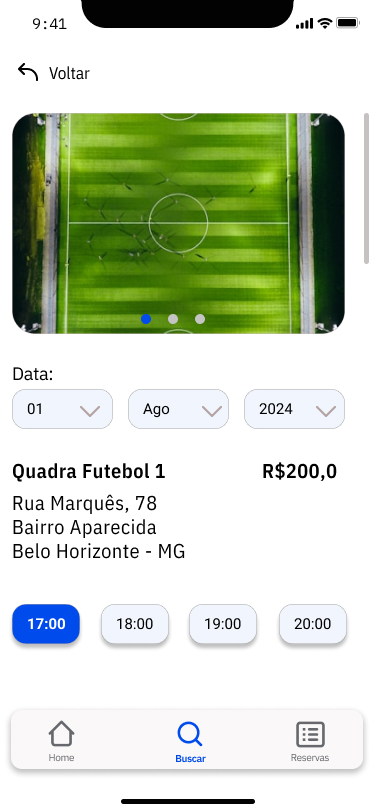 9:41
Voltar
Data:
01 Ago 2024
Quadra Futebol 1 R$200,0
Rua Marquês, 78
Bairro Aparecida
Belo Horizonte - MG
17:00 18:00 19:00 20:00
Home Buscar Reservas